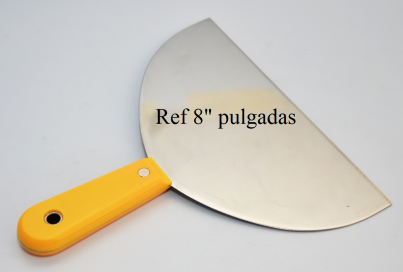 Ref 8" pulgadas